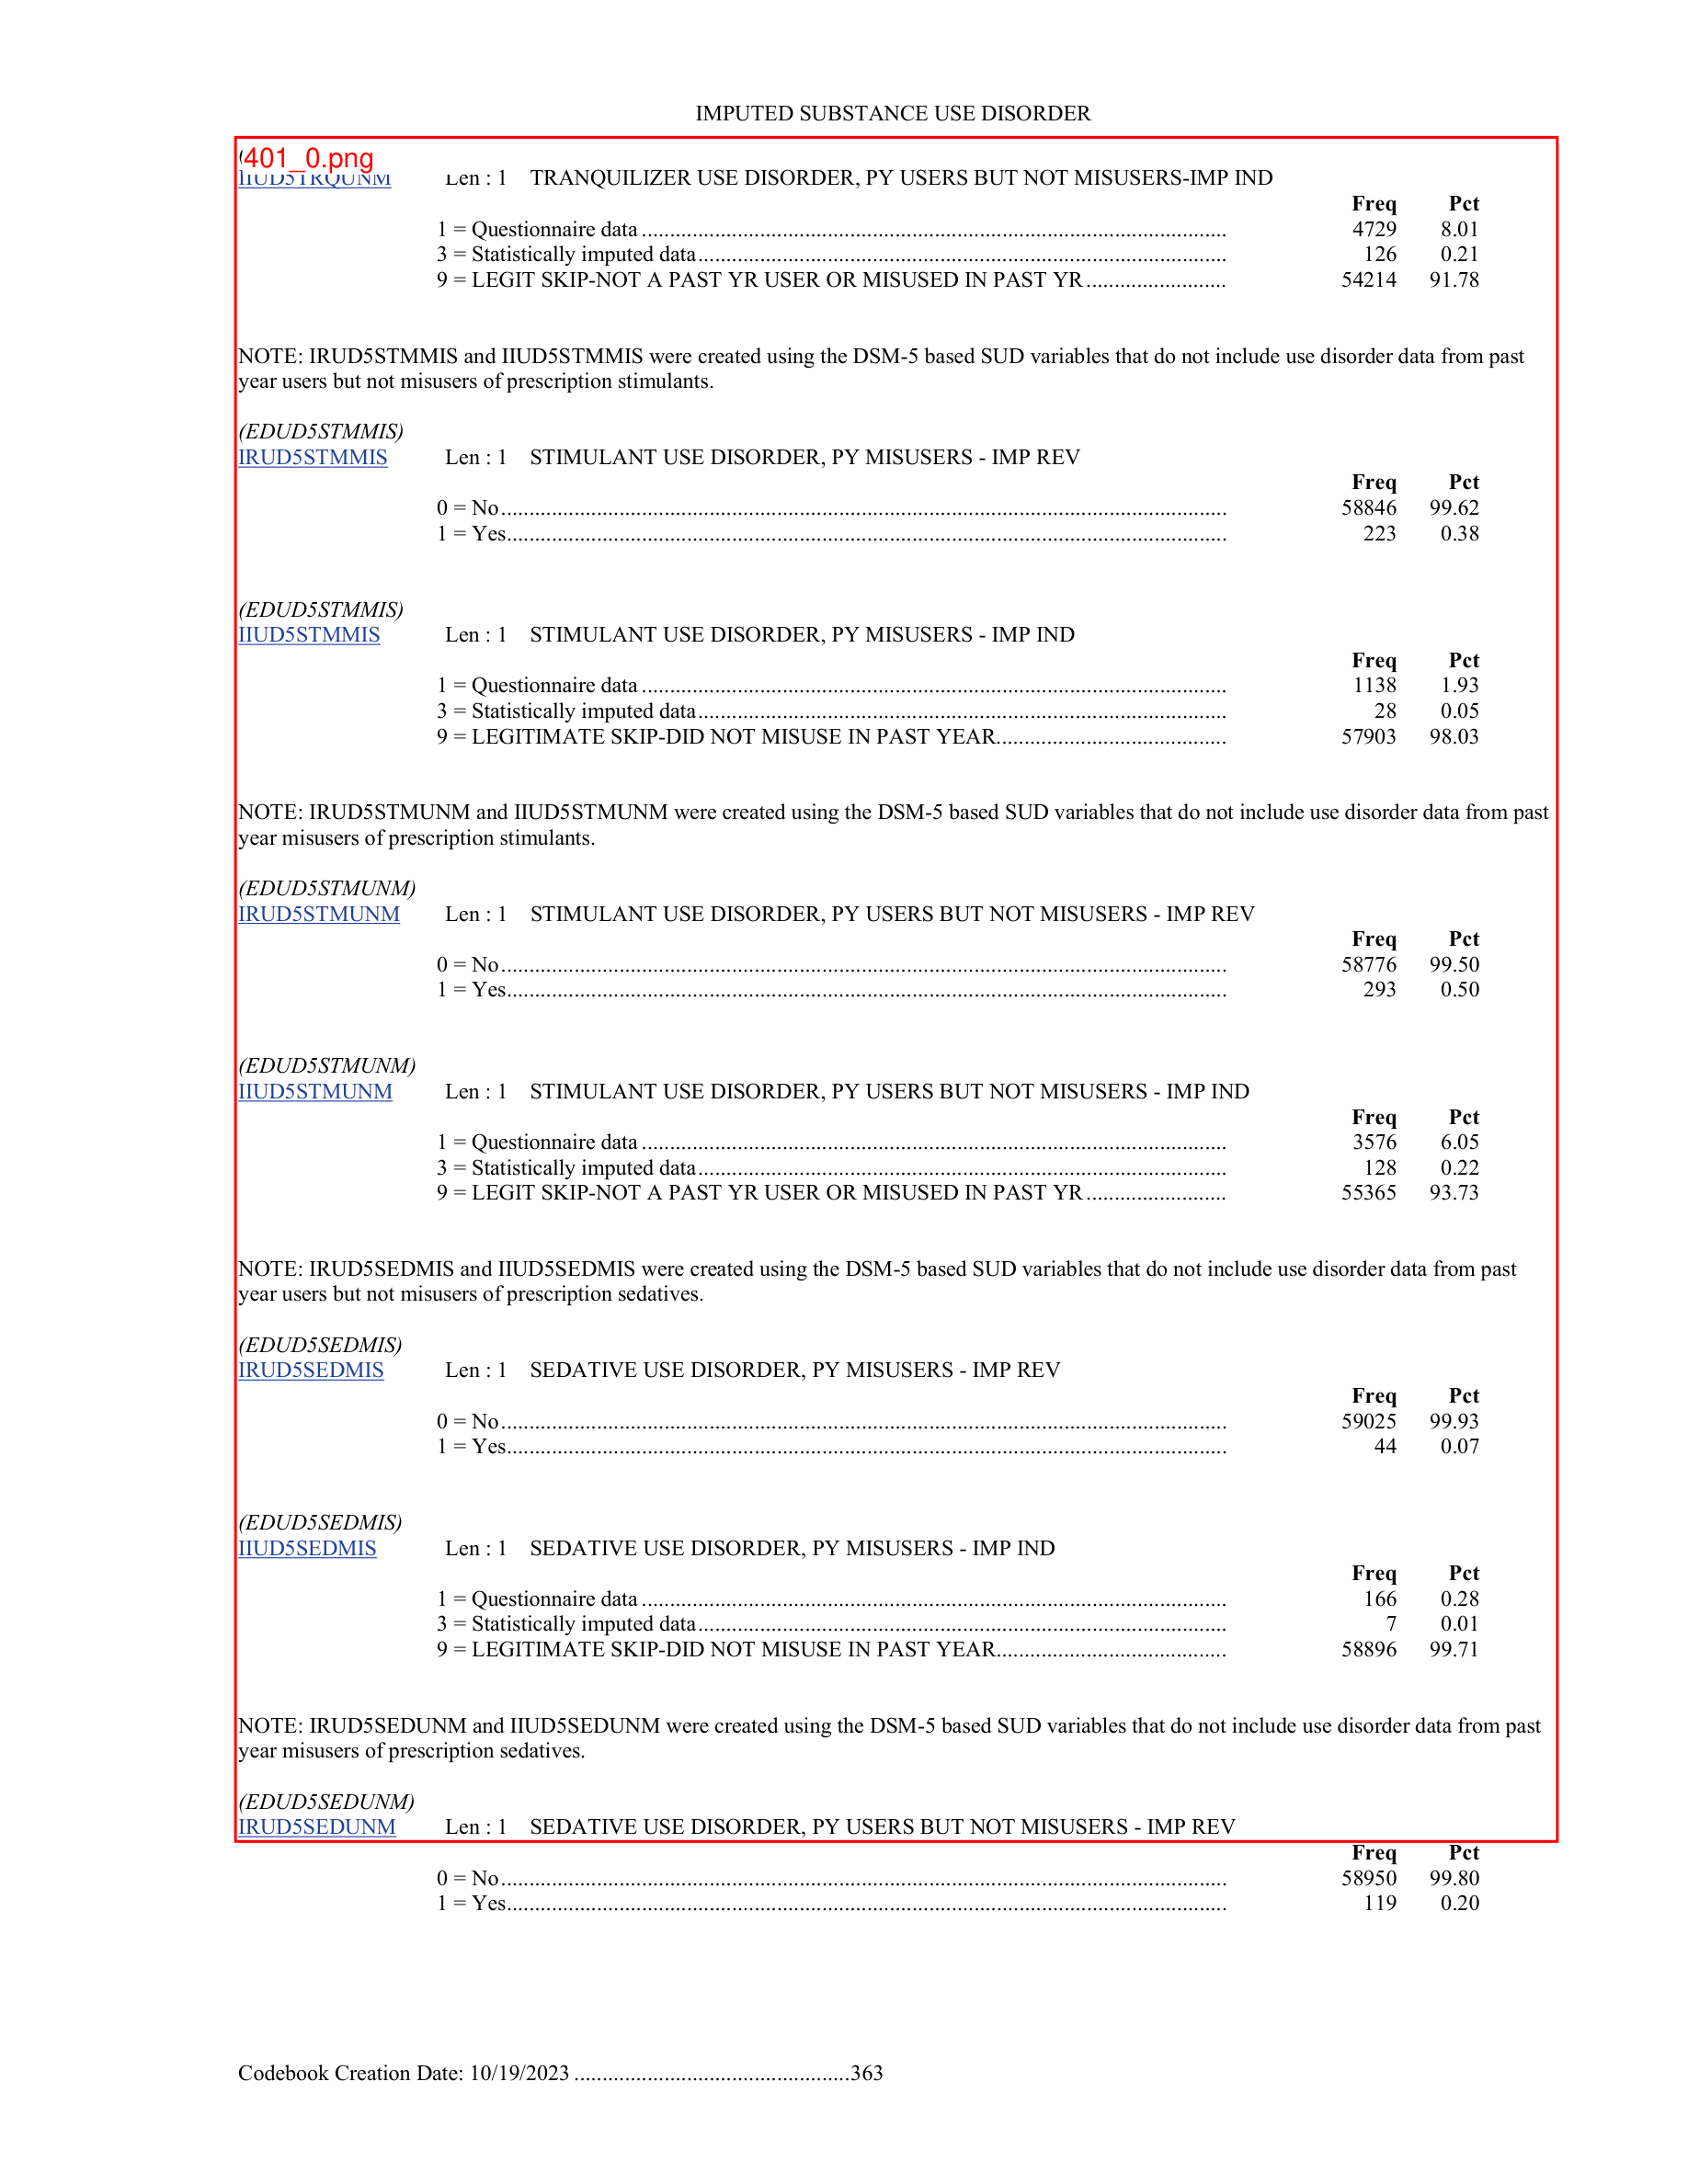 IMPUTED SUBSTANCE USE DISORDER
401_0.png
IIUD5TRQUNM Len : 1 TRANQUILIZER USE DISORDER, PY USERS BUT NOT MISUSERS-IMP IND
Freq Pct
1 = Questionnaire data ........................................................................................................ 4729 8.01
3 = Statistically imputed data.............................................................................................. 126 0.21
9 = LEGIT SKIP-NOT A PAST YR USER OR MISUSED IN PAST YR ......................... 54214 91.78
NOTE: IRUD5STMMIS and IIUD5STMMIS were created using the DSM-5 based SUD variables that do not include use disorder data from past
year users but not misusers of prescription stimulants.
(EDUD5STMMIS)
IRUD5STMMIS Len : 1 STIMULANT USE DISORDER, PY MISUSERS - IMP REV
Freq Pct
0 = No................................................................................................................................. 58846 99.62
1 = Yes................................................................................................................................ 223 0.38
(EDUD5STMMIS)
IIUD5STMMIS Len : 1 STIMULANT USE DISORDER, PY MISUSERS - IMP IND
Freq Pct
1 = Questionnaire data ........................................................................................................ 1138 1.93
3 = Statistically imputed data.............................................................................................. 28 0.05
9 = LEGITIMATE SKIP-DID NOT MISUSE IN PAST YEAR......................................... 57903 98.03
NOTE: IRUD5STMUNM and IIUD5STMUNM were created using the DSM-5 based SUD variables that do not include use disorder data from past
year misusers of prescription stimulants.
(EDUD5STMUNM)
IRUD5STMUNM Len : 1 STIMULANT USE DISORDER, PY USERS BUT NOT MISUSERS - IMP REV
Freq Pct
0 = No................................................................................................................................. 58776 99.50
1 = Yes................................................................................................................................ 293 0.50
(EDUD5STMUNM)
IIUD5STMUNM Len : 1 STIMULANT USE DISORDER, PY USERS BUT NOT MISUSERS - IMP IND
Freq Pct
1 = Questionnaire data ........................................................................................................ 3576 6.05
3 = Statistically imputed data.............................................................................................. 128 0.22
9 = LEGIT SKIP-NOT A PAST YR USER OR MISUSED IN PAST YR ......................... 55365 93.73
NOTE: IRUD5SEDMIS and IIUD5SEDMIS were created using the DSM-5 based SUD variables that do not include use disorder data from past
year users but not misusers of prescription sedatives.
(EDUD5SEDMIS)
IRUD5SEDMIS Len : 1 SEDATIVE USE DISORDER, PY MISUSERS - IMP REV
Freq Pct
0 = No................................................................................................................................. 59025 99.93
1 = Yes................................................................................................................................ 44 0.07
(EDUD5SEDMIS)
IIUD5SEDMIS Len : 1 SEDATIVE USE DISORDER, PY MISUSERS - IMP IND
Freq Pct
1 = Questionnaire data ........................................................................................................ 166 0.28
3 = Statistically imputed data.............................................................................................. 7 0.01
9 = LEGITIMATE SKIP-DID NOT MISUSE IN PAST YEAR......................................... 58896 99.71
NOTE: IRUD5SEDUNM and IIUD5SEDUNM were created using the DSM-5 based SUD variables that do not include use disorder data from past
year misusers of prescription sedatives.
(EDUD5SEDUNM)
IRUD5SEDUNM Len : 1 SEDATIVE USE DISORDER, PY USERS BUT NOT MISUSERS - IMP REV
Freq Pct
0 = No................................................................................................................................. 58950 99.80
1 = Yes................................................................................................................................ 119 0.20
Codebook Creation Date: 10/19/2023 .................................................363